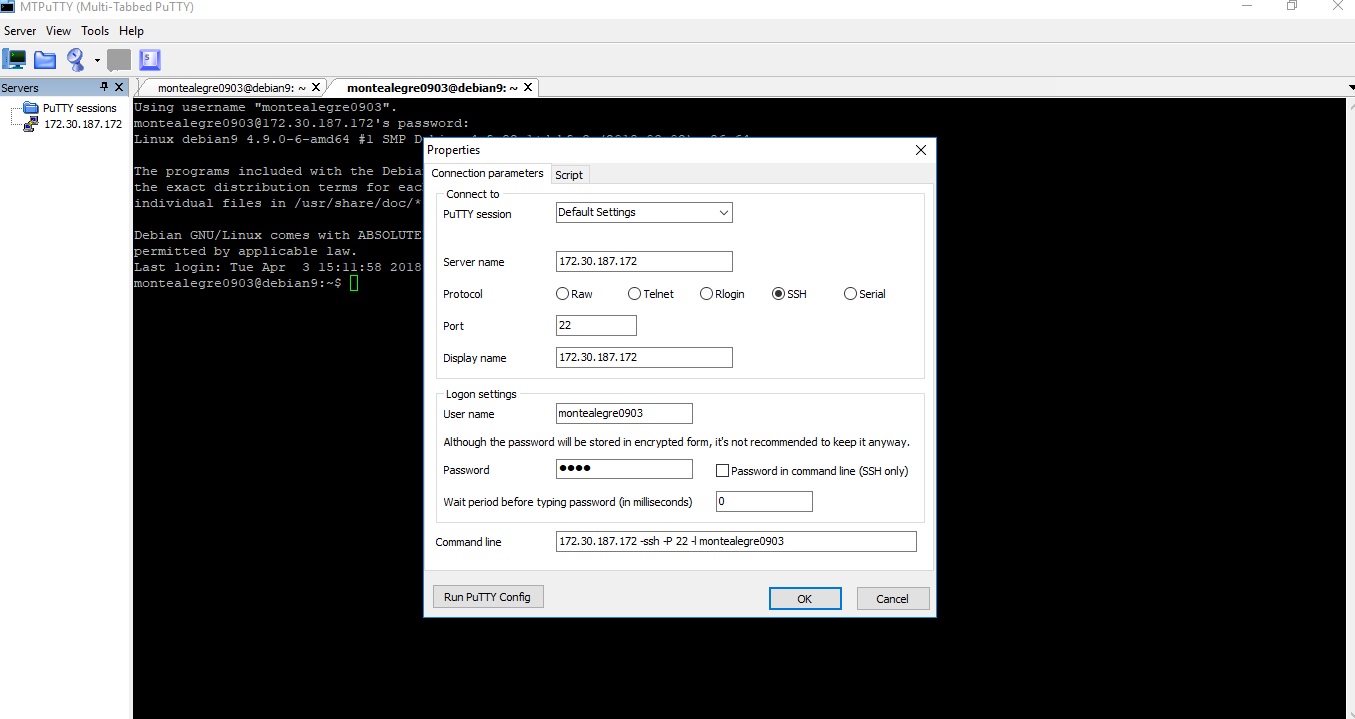 MTPuTTY (Multi-Tabbed PuTTY)
Server View Tools Help
Servers
montealegre0903@debian9: ~
montealegre0903@debian9: ~
PuTTY sessions
172.30.187.172
Using username "montealegre0903".
montealegre0903@172.30.187.172's password:
Linux debian9 4.9.0-6-amd64 #1 SMP
The programs included with the Debia
the exact distribution terms for eac
individual files in /usr/share/doc/*
Debian GNU/Linux comes with ABSOLUTE
permitted by applicable law.
Last login: Tue Apr  3 15:11:58 2018
montealegre0903@debian9:~$
Properties
Connection parameters
Script
Connect to
PuTTY session
Default Settings
Server name
172.30.187.172
Protocol
Raw
Telnet
Rlogin
SSH
Serial
Port
22
Display name
172.30.187.172
Logon settings
User name
montealegre0903
Although the password will be stored in encrypted form, it's not recommended to keep it anyway.
Password
●●●●
Password in command line (SSH only)
Wait period before typing password (in milliseconds)
0
Command line
172.30.187.172 -ssh -P 22 -l montealegre0903
Run PuTTY Config
OK
Cancel